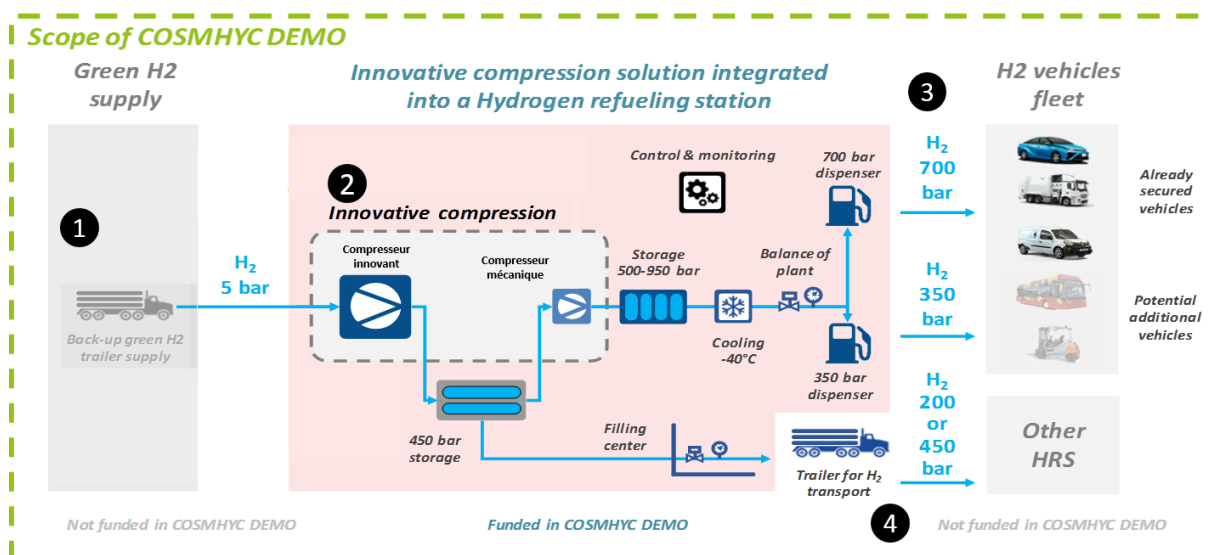 Scope of COSMHYC DEMO
Green H2
supply
Innovative compression solution integrated
into a Hydrogen refueling station
3
H2 vehicles
fleet
1
Back-up green H2
trailer supply
H₂
5 bar
2
Innovative compression
Compresseur
innovant
Compresseur
mécanique
450 bar
storage
Control & monitoring
Storage
500-950 bar
Cooling
-40°C
Balance of
plant
700 bar
dispenser
350 bar
dispenser
Filling
center
Trailer for H₂
transport
H₂
700
bar
H₂
350
bar
H₂
200
or
450
bar
Already
secured
vehicles
Potential
additional
vehicles
Other
HRS
4
Not funded in COSMHYC DEMO
Funded in COSMHYC DEMO
Not funded in COSMHYC DEMO